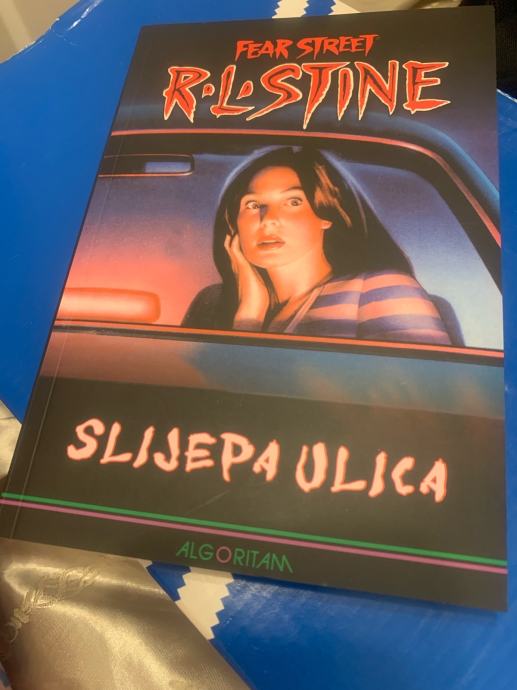 FEAR STREET
R.L.STINE
SLIJEPA ULICA
ALGORITAM